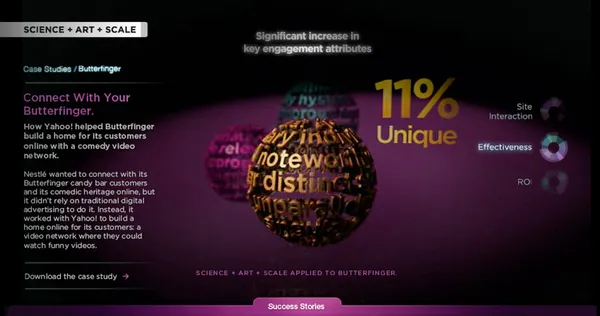 SCIENCE + ART + SCALE
Significant increase in
key engagement attributes
Case Studies / Butterfinger
Connect With Your
Butterfinger.
How Yahoo! helped Butterfinger
build a home for its customers
online with a comedy video
network.
Nestlé wanted to connect with its
Butterfinger candy bar customers
and its comedic heritage online, but
it didn't rely on traditional digital
advertising to do it. Instead, it
worked with Yahoo! to build a
home online for its customers: a
video network where they could
watch funny videos.
Download the case study →
notewor
distinc
11%
Unique
Site
Interaction
Effectiveness
ROI
SCIENCE + ART + SCALE APPLIED TO BUTTERFINGER.
Success Stories